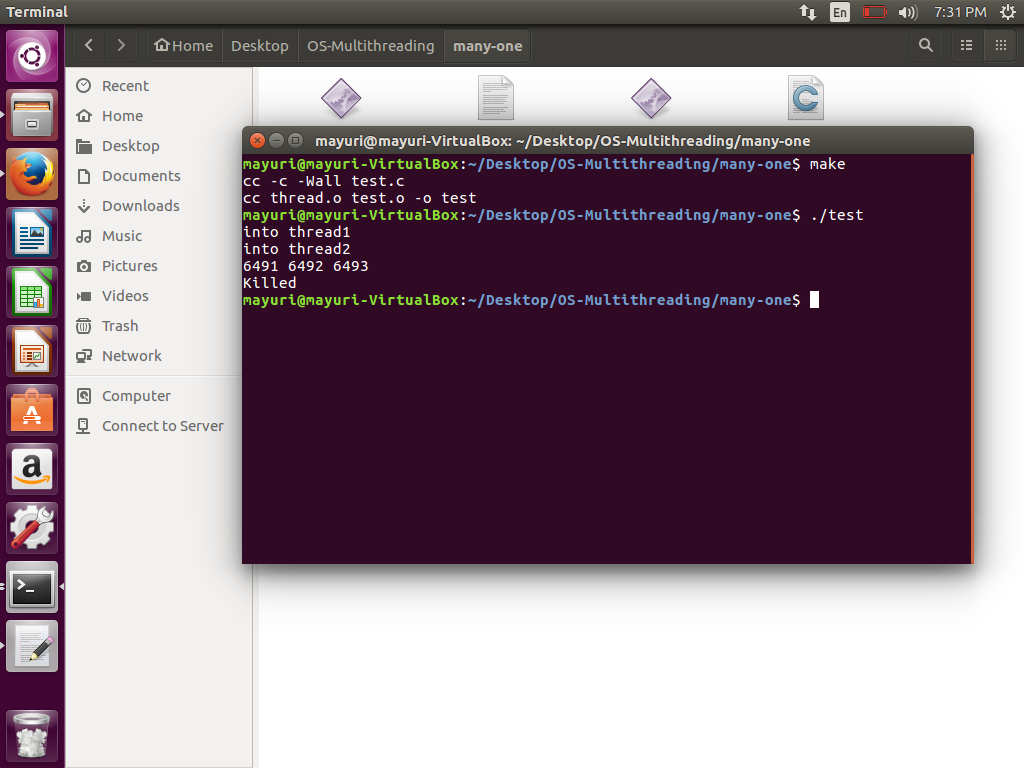 Terminal
En
7:31 PM
Home
Desktop
OS-Multithreading
many-one
Recent
Home
Desktop
Documents
Downloads
Music
Pictures
Videos
Trash
Network
Computer
Connect to Server
mayuri@mayuri-VirtualBox: ~/Desktop/OS-Multithreading/many-one
mayuri@mayuri-VirtualBox:~/Desktop/OS-Multithreading/many-one$ make
cc -c -Wall test.c
cc thread.o test.o -o test
mayuri@mayuri-VirtualBox:~/Desktop/OS-Multithreading/many-one$ ./test
into thread1
into thread2
6491 6492 6493
Killed
mayuri@mayuri-VirtualBox:~/Desktop/OS-Multithreading/many-one$